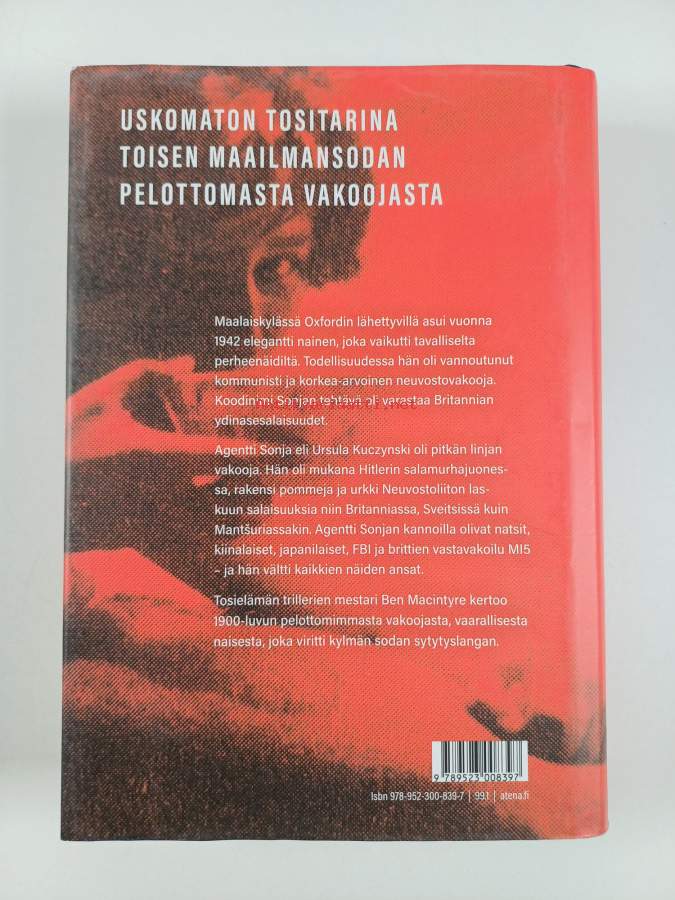 USKOMATON TOSITARINA
TOISEN MAAILMANSODAN
PELOTTOMASTA VAKOOJASTA
Maalaiskylässä Oxfordin lähettyvillä asui vuonna
1942 elegantti nainen, joka vaikutti tavalliselta
perheenäidiltä. Todellisuudessa hän oli vannoutunut
kommunisti ja korkea-arvoinen neuvostovakooja.
Koodinimi Sonjan tehtävä oli varastaa Britannian
ydinasesalaisuudet.
Agentti Sonja eli Ursula Kuczynski oli pitkän linjan
vakooja. Hän oli mukana Hitlerin salamurhajuones-
sa, rakensi pommeja ja urkki Neuvostoliiton las-
kuun salaisuuksia niin Britanniassa, Sveitsissä kuin
Mantšuriassakin. Agentti Sonjan kannoilla olivat natsit,
kiinalaiset, japanilaiset, FBI ja brittien vastavakoilu MI5
– ja hän vältti kaikkien näiden ansat.
Tosielämän trillerien mestari Ben Macintyre kertoo
1900-luvun pelottomimmasta vakoojasta, vaarallisesta
naisesta, joka viritti kylmän sodan sytytyslangan.
9 789523 008397
Isbn 978-952-300-839-7 | 99.1 | atena.fi